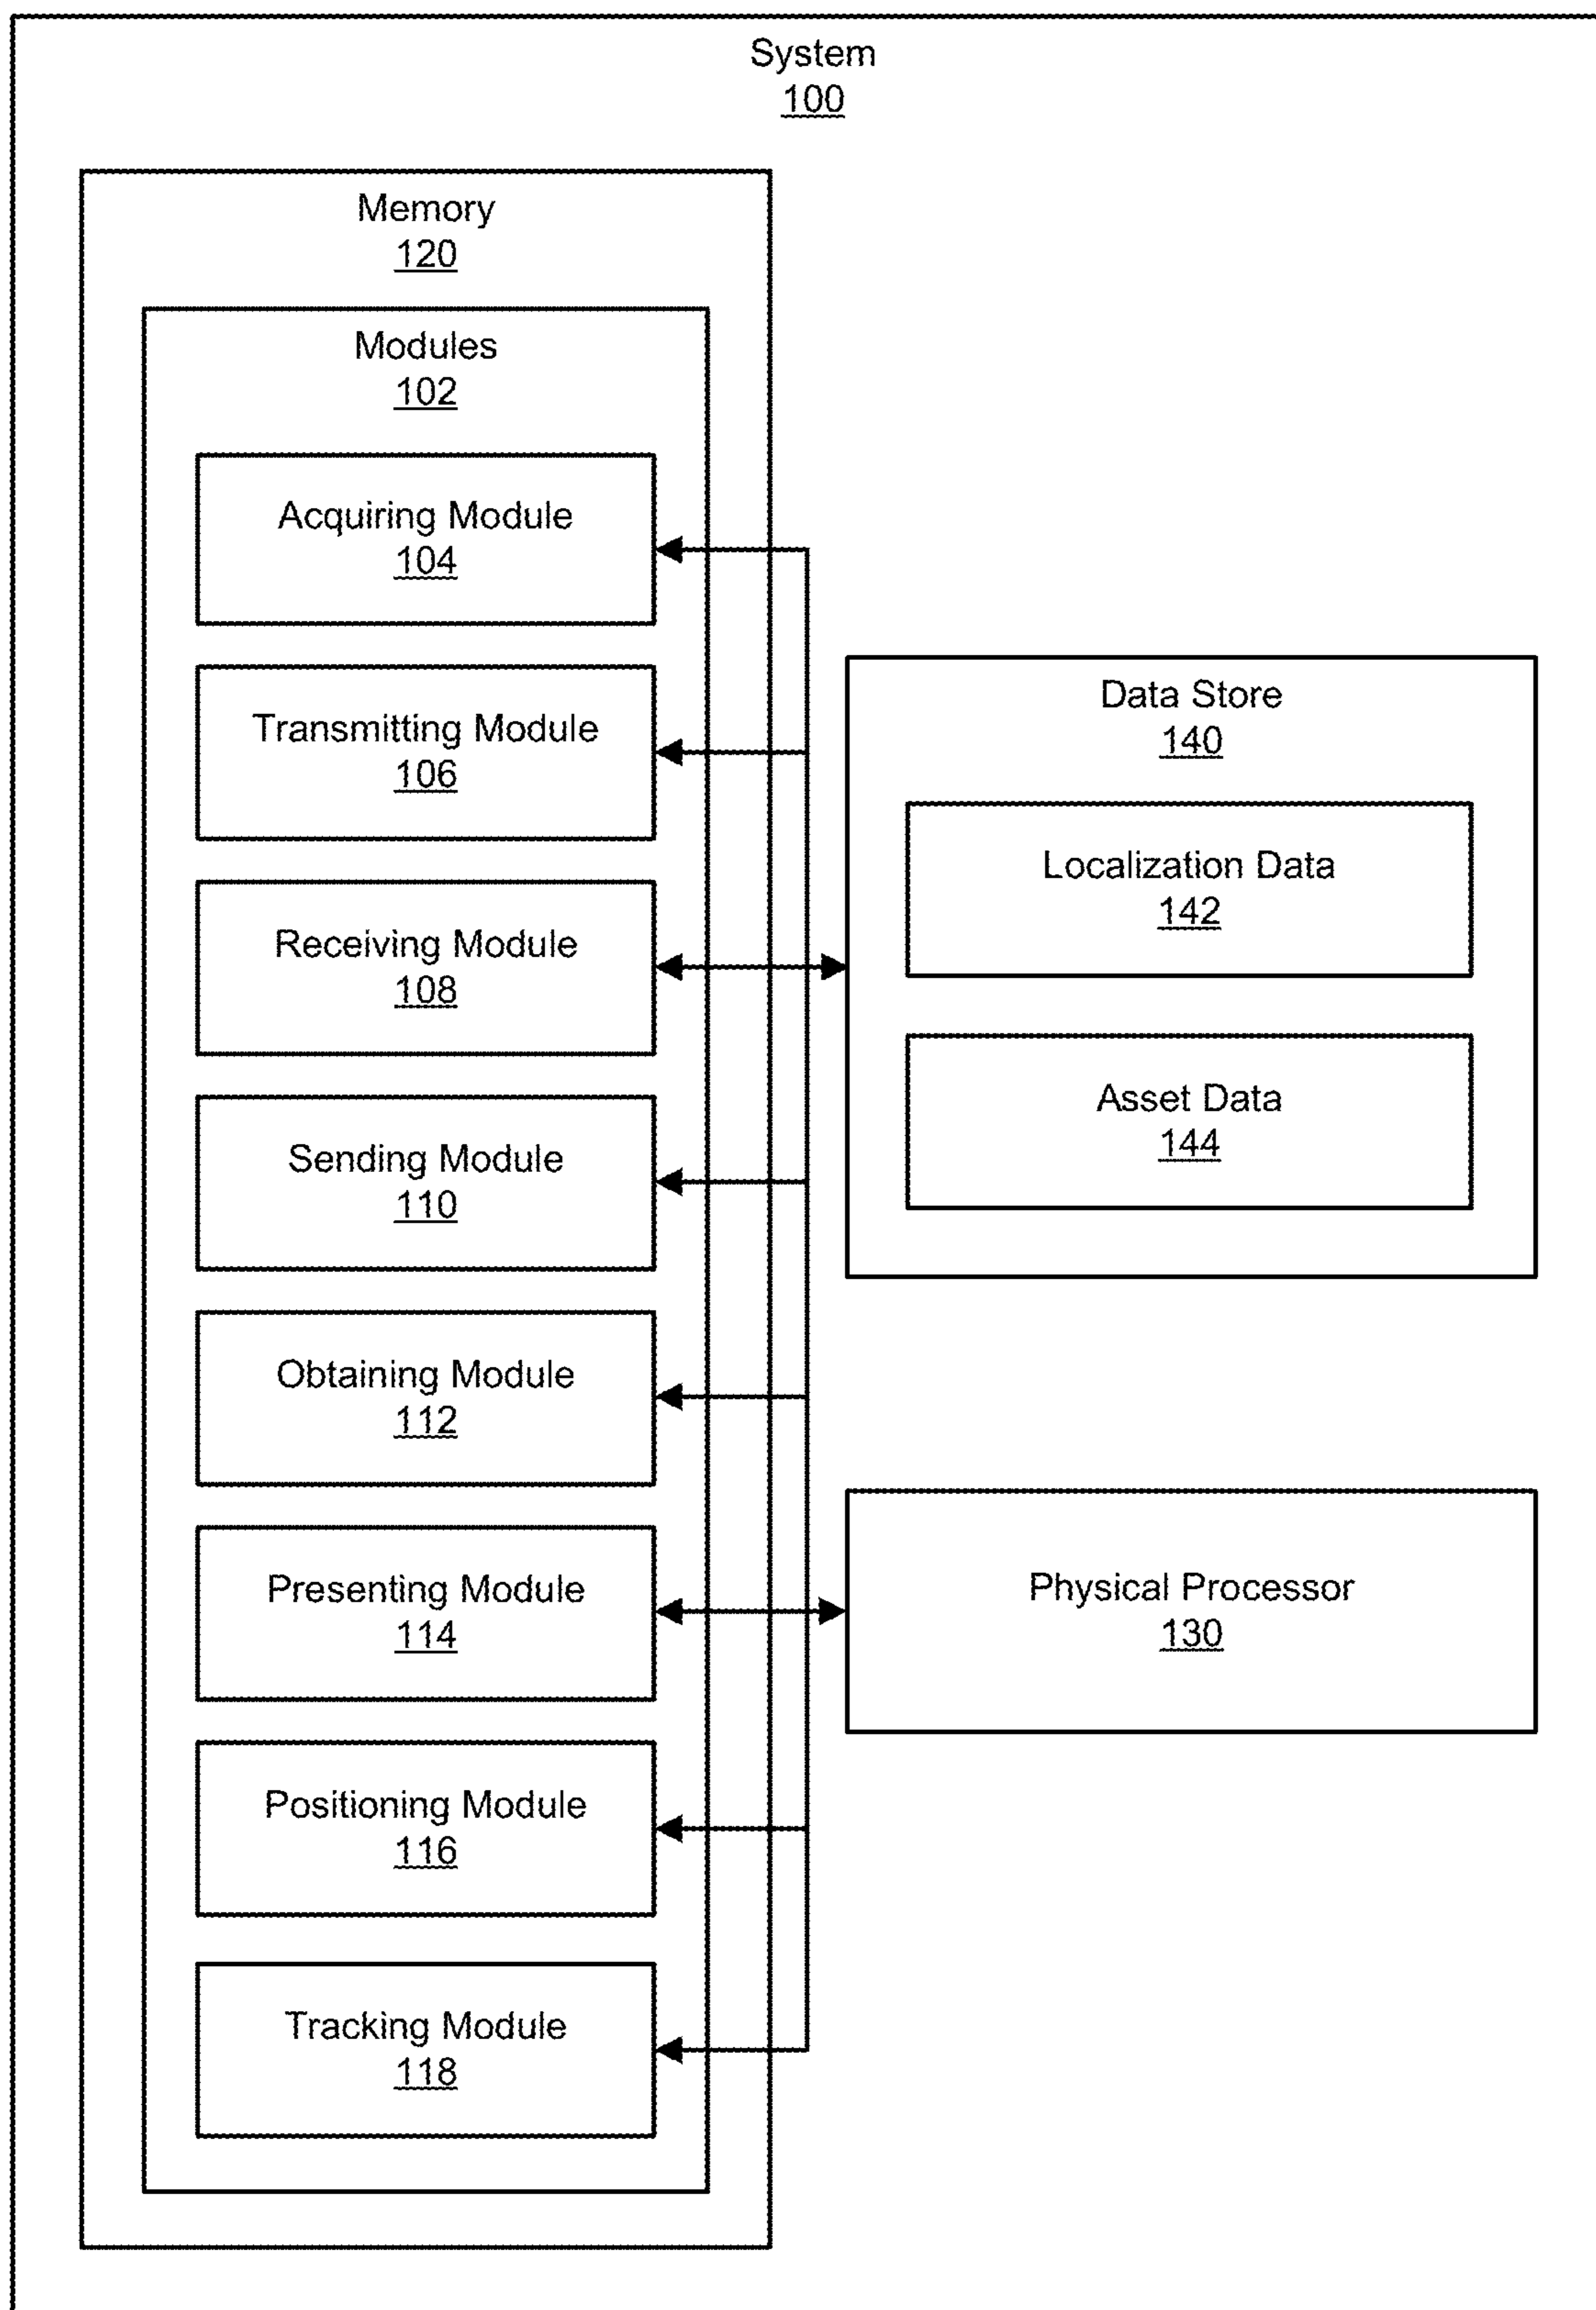 System
100
Memory
120
Modules
102
Acquiring Module
104
Transmitting Module
106
Receiving Module
108
Sending Module
110
Obtaining Module
112
Presenting Module
114
Positioning Module
116
Tracking Module
118
Data Store
140
Localization Data
142
Asset Data
144
Physical Processor
130